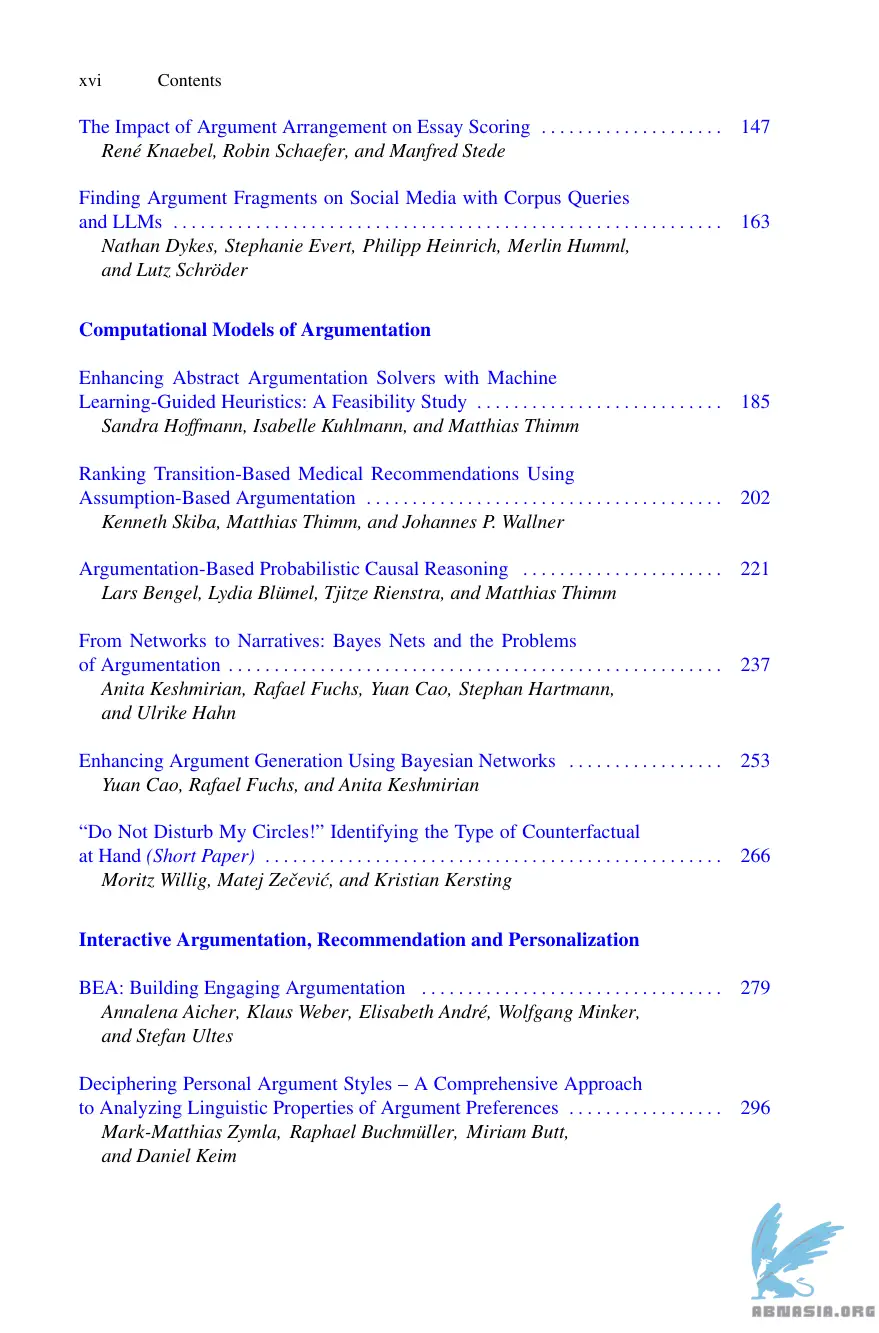 xvi Contents
The Impact of Argument Arrangement on Essay Scoring . . . . . . . . . . . . . . . . . . . . 147
René Knaebel, Robin Schaefer, and Manfred Stede
Finding Argument Fragments on Social Media with Corpus Queries
and LLMs . . . . . . . . . . . . . . . . . . . . . . . . . . . . . . . . . . . . . . . . . . . . . . . . . . . . . . . . . . . . 163
Nathan Dykes, Stephanie Evert, Philipp Heinrich, Merlin Humml,
and Lutz Schröder
Computational Models of Argumentation
Enhancing Abstract Argumentation Solvers with Machine
Learning-Guided Heuristics: A Feasibility Study . . . . . . . . . . . . . . . . . . . . . . . . . . . 185
Sandra Hoffmann, Isabelle Kuhlmann, and Matthias Thimm
Ranking Transition-Based Medical Recommendations Using
Assumption-Based Argumentation . . . . . . . . . . . . . . . . . . . . . . . . . . . . . . . . . . . . . . . 202
Kenneth Skiba, Matthias Thimm, and Johannes P. Wallner
Argumentation-Based Probabilistic Causal Reasoning . . . . . . . . . . . . . . . . . . . . . . 221
Lars Bengel, Lydia Blümel, Tjitze Rienstra, and Matthias Thimm
From Networks to Narratives: Bayes Nets and the Problems
of Argumentation . . . . . . . . . . . . . . . . . . . . . . . . . . . . . . . . . . . . . . . . . . . . . . . . . . . . . . 237
Anita Keshmirian, Rafael Fuchs, Yuan Cao, Stephan Hartmann,
and Ulrike Hahn
Enhancing Argument Generation Using Bayesian Networks . . . . . . . . . . . . . . . . . 253
Yuan Cao, Rafael Fuchs, and Anita Keshmirian
“Do Not Disturb My Circles!” Identifying the Type of Counterfactual
at Hand (Short Paper) . . . . . . . . . . . . . . . . . . . . . . . . . . . . . . . . . . . . . . . . . . . . . . . . . . 266
Moritz Willig, Matej Zečević, and Kristian Kersting
Interactive Argumentation, Recommendation and Personalization
BEA: Building Engaging Argumentation . . . . . . . . . . . . . . . . . . . . . . . . . . . . . . . . . 279
Annalena Aicher, Klaus Weber, Elisabeth André, Wolfgang Minker,
and Stefan Ultes
Deciphering Personal Argument Styles – A Comprehensive Approach
to Analyzing Linguistic Properties of Argument Preferences . . . . . . . . . . . . . . . . . 296
Mark-Matthias Zymla, Raphael Buchmüller, Miriam Butt,
and Daniel Keim
ABNASIA.ORG